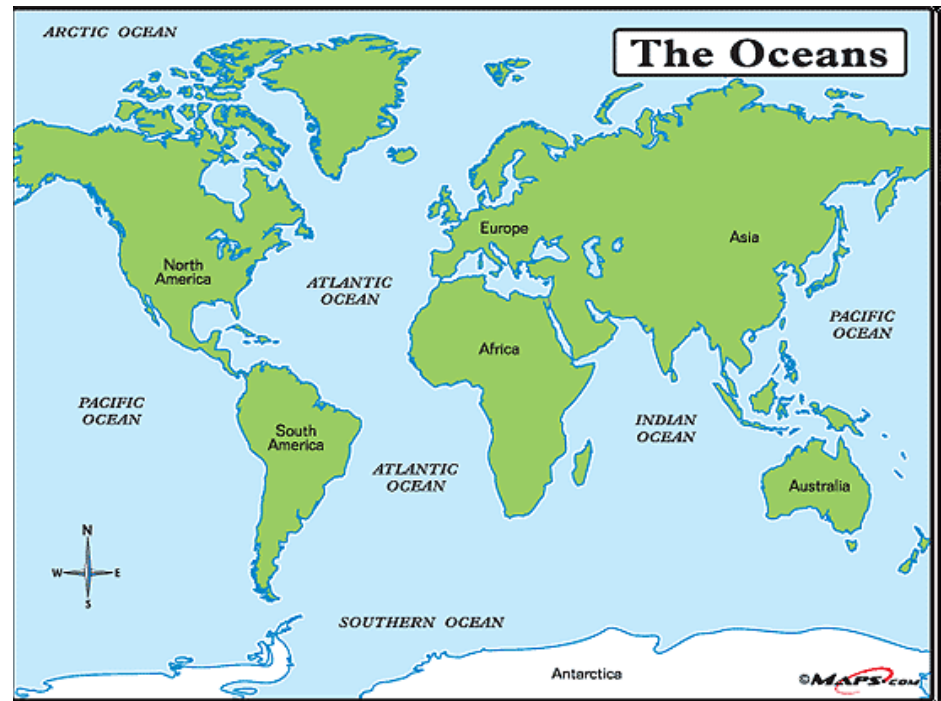 ARCTIC OCEAN
The Oceans
Europe
Asia
North
America
ATLANTIC
OCEAN
PACIFIC
OCEAN
Africa
PACIFIC
OCEAN
INDIAN
OCEAN
South
America
ATLANTIC
OCEAN
Australia
N
W E
S
SOUTHERN OCEAN
Antarctica
©MAPS.COM